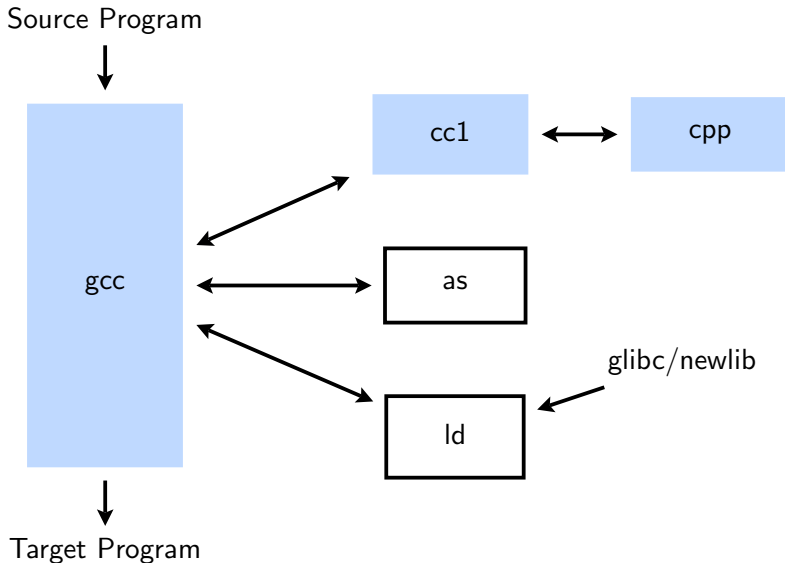 Source Program
cc1
cpp
gcc
as
glibc/newlib
ld
Target Program